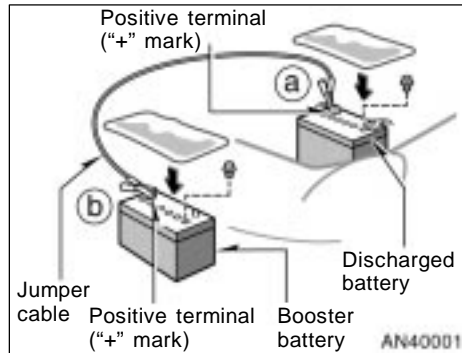 Positive terminal
(“+” mark)
a
b
Discharged
battery
Jumper
cable
Positive terminal
(“+” mark)
Booster
battery
AN40001